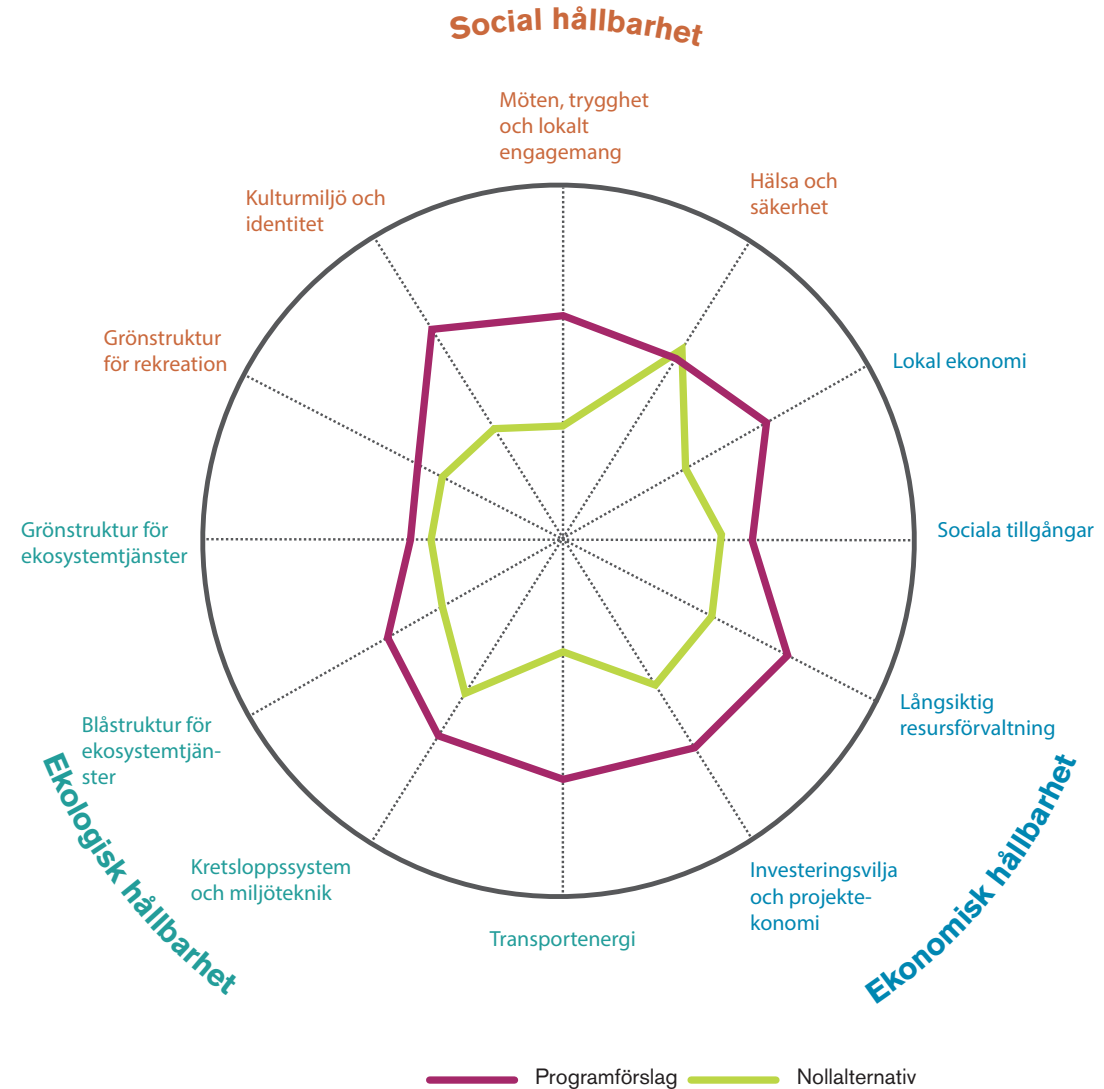 Social hållbarhet
Möten, trygghet
och lokalt
engagemang
Hälsa och
säkerhet
Kulturmiljö och
identitet
Grönstruktur
för rekreation
Lokal ekonomi
Grönstruktur för
ekosystemtjänster
Sociala tillgångar
Långsiktig
resursförvaltning
Blåstruktur för
ekosystemtjän-
ster
Ekologisk hållbarhet
Ekonomisk hållbarhet
Kretsloppssystem
och miljöteknik
Investeringsvilja
och projekte-
konomi
Transportenergi
Programförslag
Nollalternativ